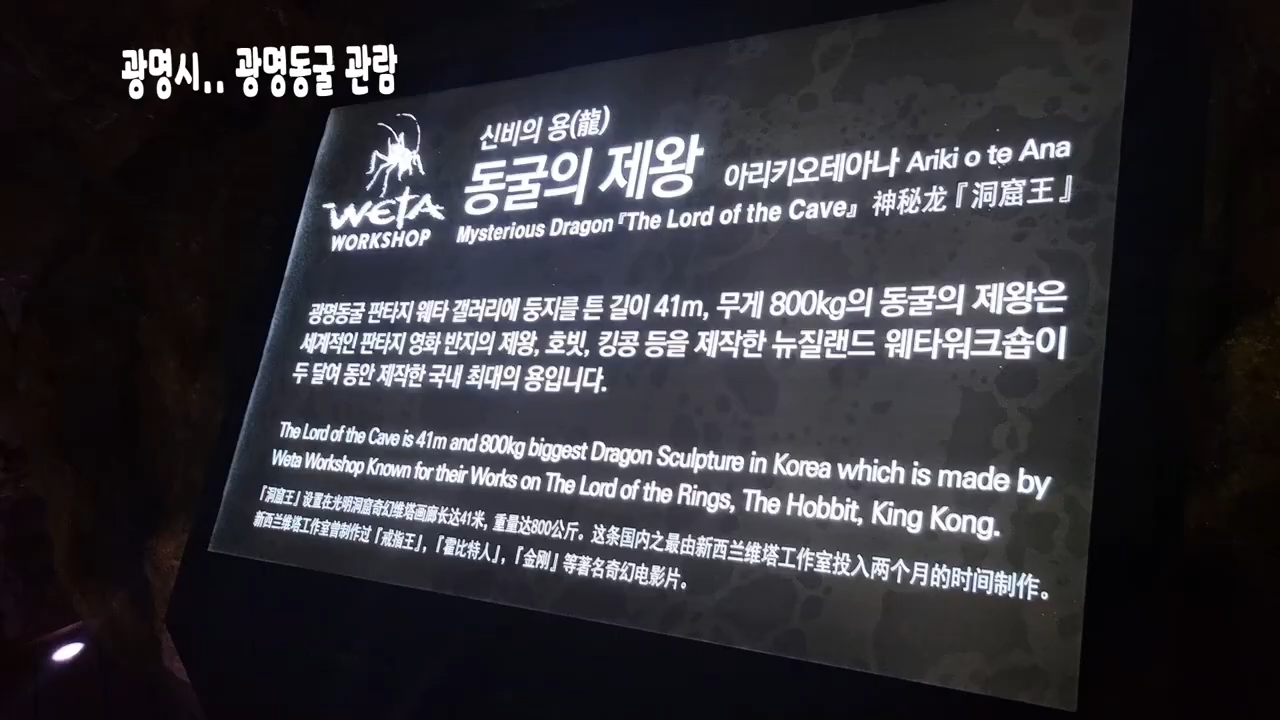 광명시.. 광명동굴 관람
WETA
WORKSHOP
신비의 용(龍)
동굴의 제왕 아리키오테아나 Ariki o te Ana
Mysterious Dragon『The Lord of the Cave』 神秘龙『洞窟王』
광명동굴 판타지 웨타 갤러리에 둥지를 튼 길이 41m, 무게 800kg의 동굴의 제왕은
세계적인 판타지 영화 반지의 제왕, 호빗, 킹콩 등을 제작한 뉴질랜드 웨타워크숍이
두 달여 동안 제작한 국내 최대의 용입니다.
The Lord of the Cave is 41m and 800kg biggest Dragon Sculpture in Korea which is made by
Weta Workshop Known for their Works on The Lord of the Rings, The Hobbit, King Kong.
『洞窟王』设置在光明洞窟奇幻维塔画廊长达41米，重量达800公斤。这条国内之最由新西兰维塔工作室投入两个月的时间制作。
新西兰维塔工作室曾制作过『戒指王』，『霍比特人』，『金刚』等著名奇幻电影片。